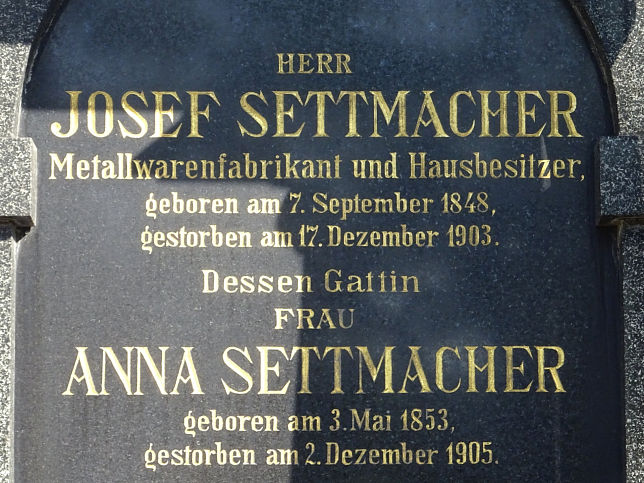 HERR
JOSEF SETTMACHER
Metallwarenfabrikant und Hausbesitzer,
geboren am 7. September 1848,
gestorben am 17. Dezember 1903.
Dessen Gattin
FRAU
ANNA SETTMACHER
geboren am 3. Mai 1853,
gestorben am 2. Dezember 1905.